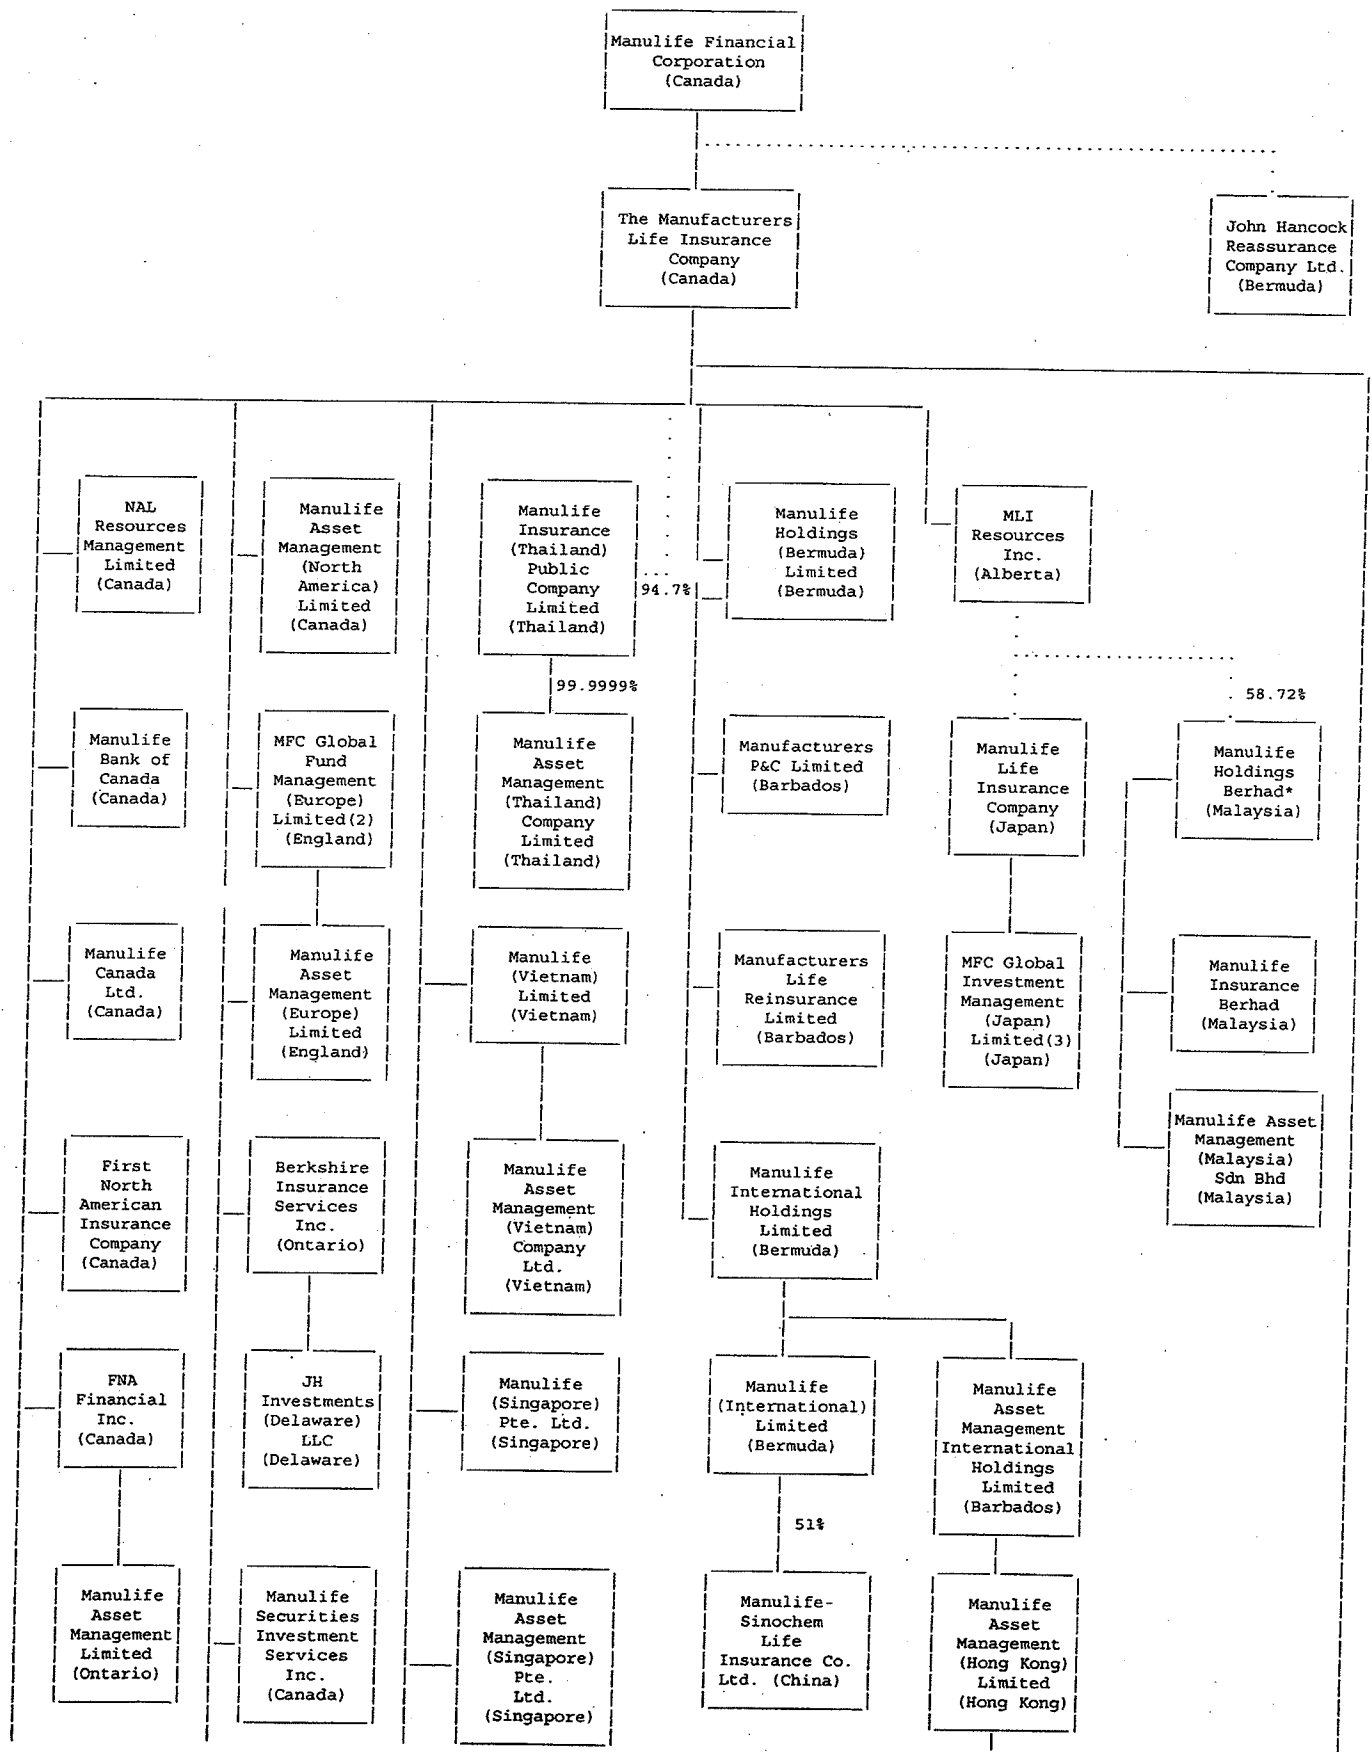 Manulife Financial
Corporation
(Canada)
The Manufacturers
Life Insurance
Company
(Canada)
John Hancock
Reassurance
Company Ltd.
(Bermuda)
NAL
Resources
Management
Limited
(Canada)
Manulife
Asset
Management
(North
America)
Limited
(Canada)
Manulife
Insurance
(Thailand)
Public
Company
Limited
(Thailand)
94.7%
Manulife
Holdings
(Bermuda)
Limited
(Bermuda)
MLI
Resources
Inc.
(Alberta)
99.9999%
58.72%
Manulife
Bank of
Canada
(Canada)
MFC Global
Fund
Management
(Europe)
Limited(2)
(England)
Manulife
Asset
Management
(Thailand)
Company
Limited
(Thailand)
Manufacturers
P&C Limited
(Barbados)
Manulife
Life
Insurance
Company
(Japan)
Manulife
Holdings
Berhad*
(Malaysia)
Manulife
Canada
Ltd.
(Canada)
Manulife
Asset
Management
(Europe)
Limited
(England)
Manulife
(Vietnam)
Limited
(Vietnam)
Manufacturers
Life
Reinsurance
Limited
(Barbados)
MFC Global
Investment
Management
(Japan)
Limited(3)
(Japan)
Manulife
Insurance
Berhad
(Malaysia)
First
North
American
Insurance
Company
(Canada)
Berkshire
Insurance
Services
Inc.
(Ontario)
Manulife
Asset
Management
(Vietnam)
Company
Ltd.
(Vietnam)
Manulife
International
Holdings
Limited
(Bermuda)
Manulife Asset
Management
(Malaysia)
Sdn Bhd
(Malaysia)
FNA
Financial
Inc.
(Canada)
JH
Investments
(Delaware)
LLC
(Delaware)
Manulife
(Singapore)
Pte. Ltd.
(Singapore)
Manulife
(International)
Limited
(Bermuda)
Manulife
Asset
Management
International
Holdings
Limited
(Barbados)
51%
Manulife
Asset
Management
Limited
(Ontario)
Manulife
Securities
Investment
Services
Inc.
(Canada)
Manulife
Asset
Management
(Singapore)
Pte.
Ltd.
(Singapore)
Manulife-
Sinochem
Life
Insurance Co.
Ltd. (China)
Manulife
Asset
Management
(Hong Kong)
Limited
(Hong Kong)